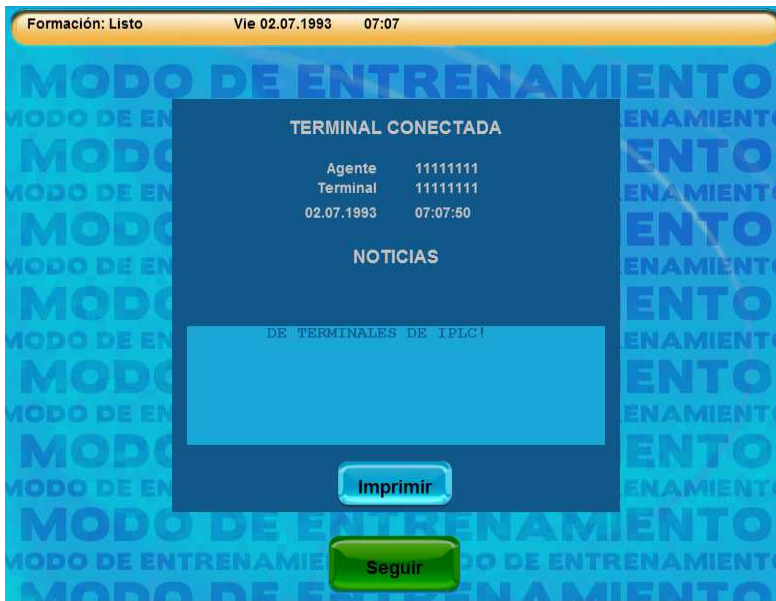 Formación: Listo Vie 02.07.1993 07:07
MODO DE ENTRENAMIENTO
TERMINAL CONECTADA
Agente 11111111
Terminal 11111111
02.07.1993 07:07:50
NOTICIAS
DE TERMINALES DE IPLC!
Imprimir
Seguir